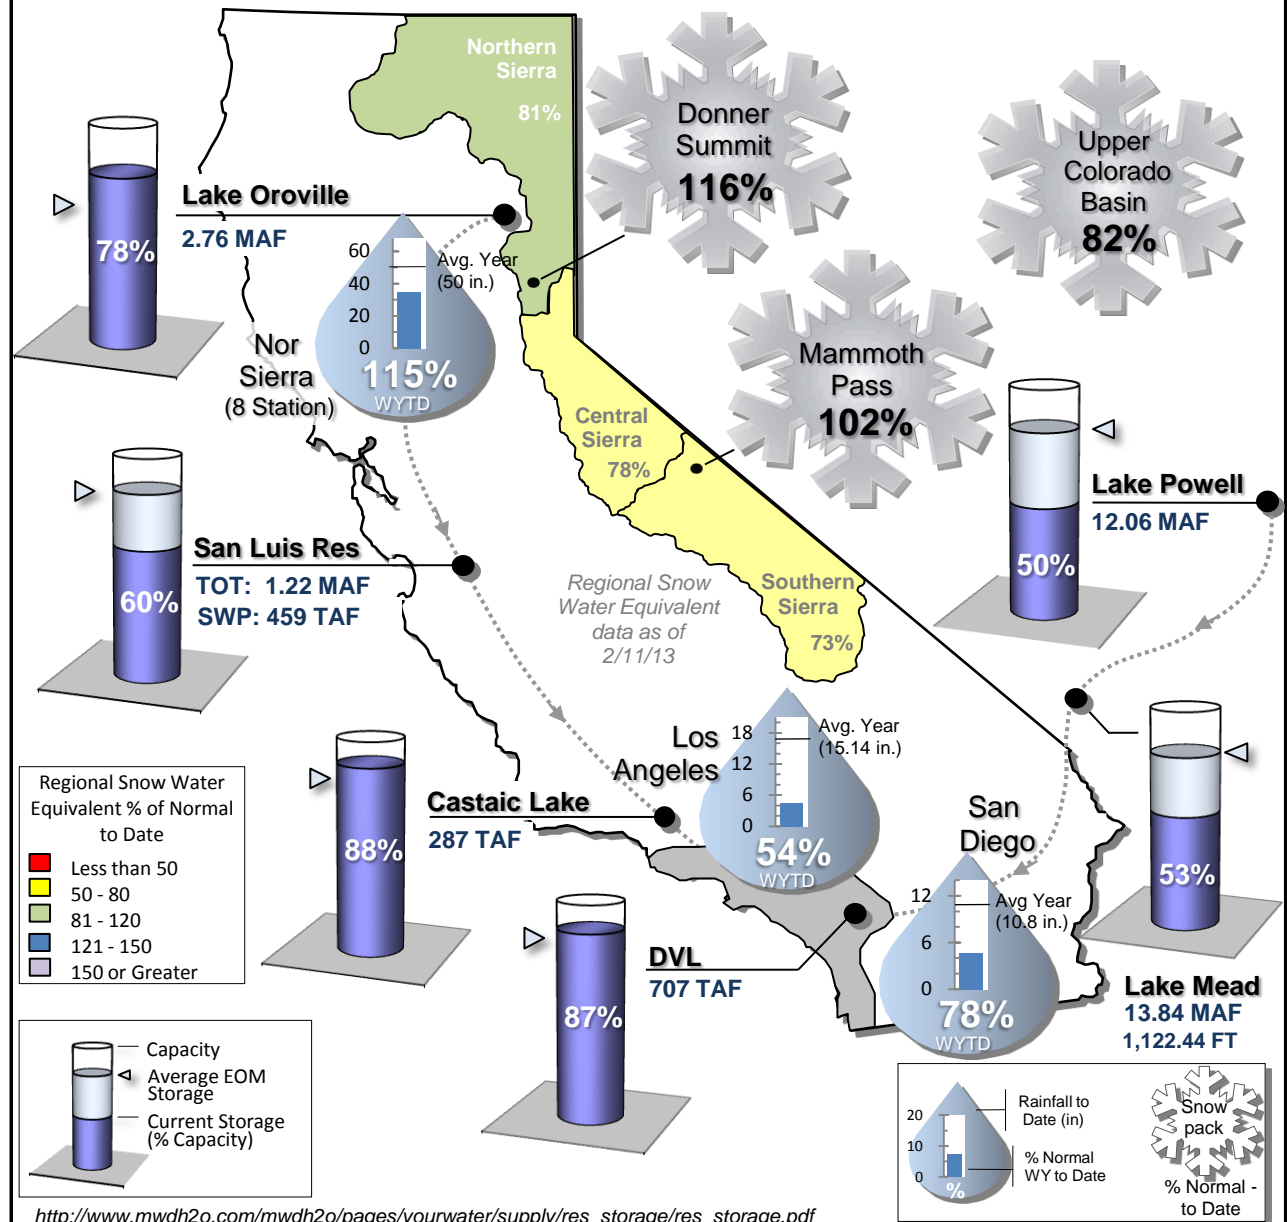 Northern
Sierra
81%
Donner
Summit
116%
Upper
Colorado
Basin
82%
Lake Oroville
2.76 MAF
78%
60
40
20
0
Avg. Year
(50 in.)
115%
WYTD
Nor
Sierra
(8 Station)
Mammoth
Pass
102%
Central
Sierra
78%
Lake Powell
12.06 MAF
50%
San Luis Res
TOT: 1.22 MAF
SWP: 459 TAF
60%
Regional Snow
Water Equivalent
data as of
2/11/13
Southern
Sierra
73%
Los
Angeles
18
12
6
0
Avg. Year
(15.14 in.)
54%
WYTD
Regional Snow Water
Equivalent % of Normal
to Date
Less than 50
50 - 80
81 - 120
121 - 150
150 or Greater
88%
Castaic Lake
287 TAF
San
Diego
12
6
0
Avg Year
(10.8 in.)
78%
WYTD
53%
Lake Mead
13.84 MAF
1,122.44 FT
DVL
707 TAF
87%
Capacity
Average EOM
Storage
Current Storage
(% Capacity)
20
10
0
%
Rainfall to
Date (in)
% Normal
WY to Date
Snow
pack
% Normal -
to Date
http://www.mwdh2o.com/mwdh2o/pages/yourwater/supply/res_storage/res_storage.pdf